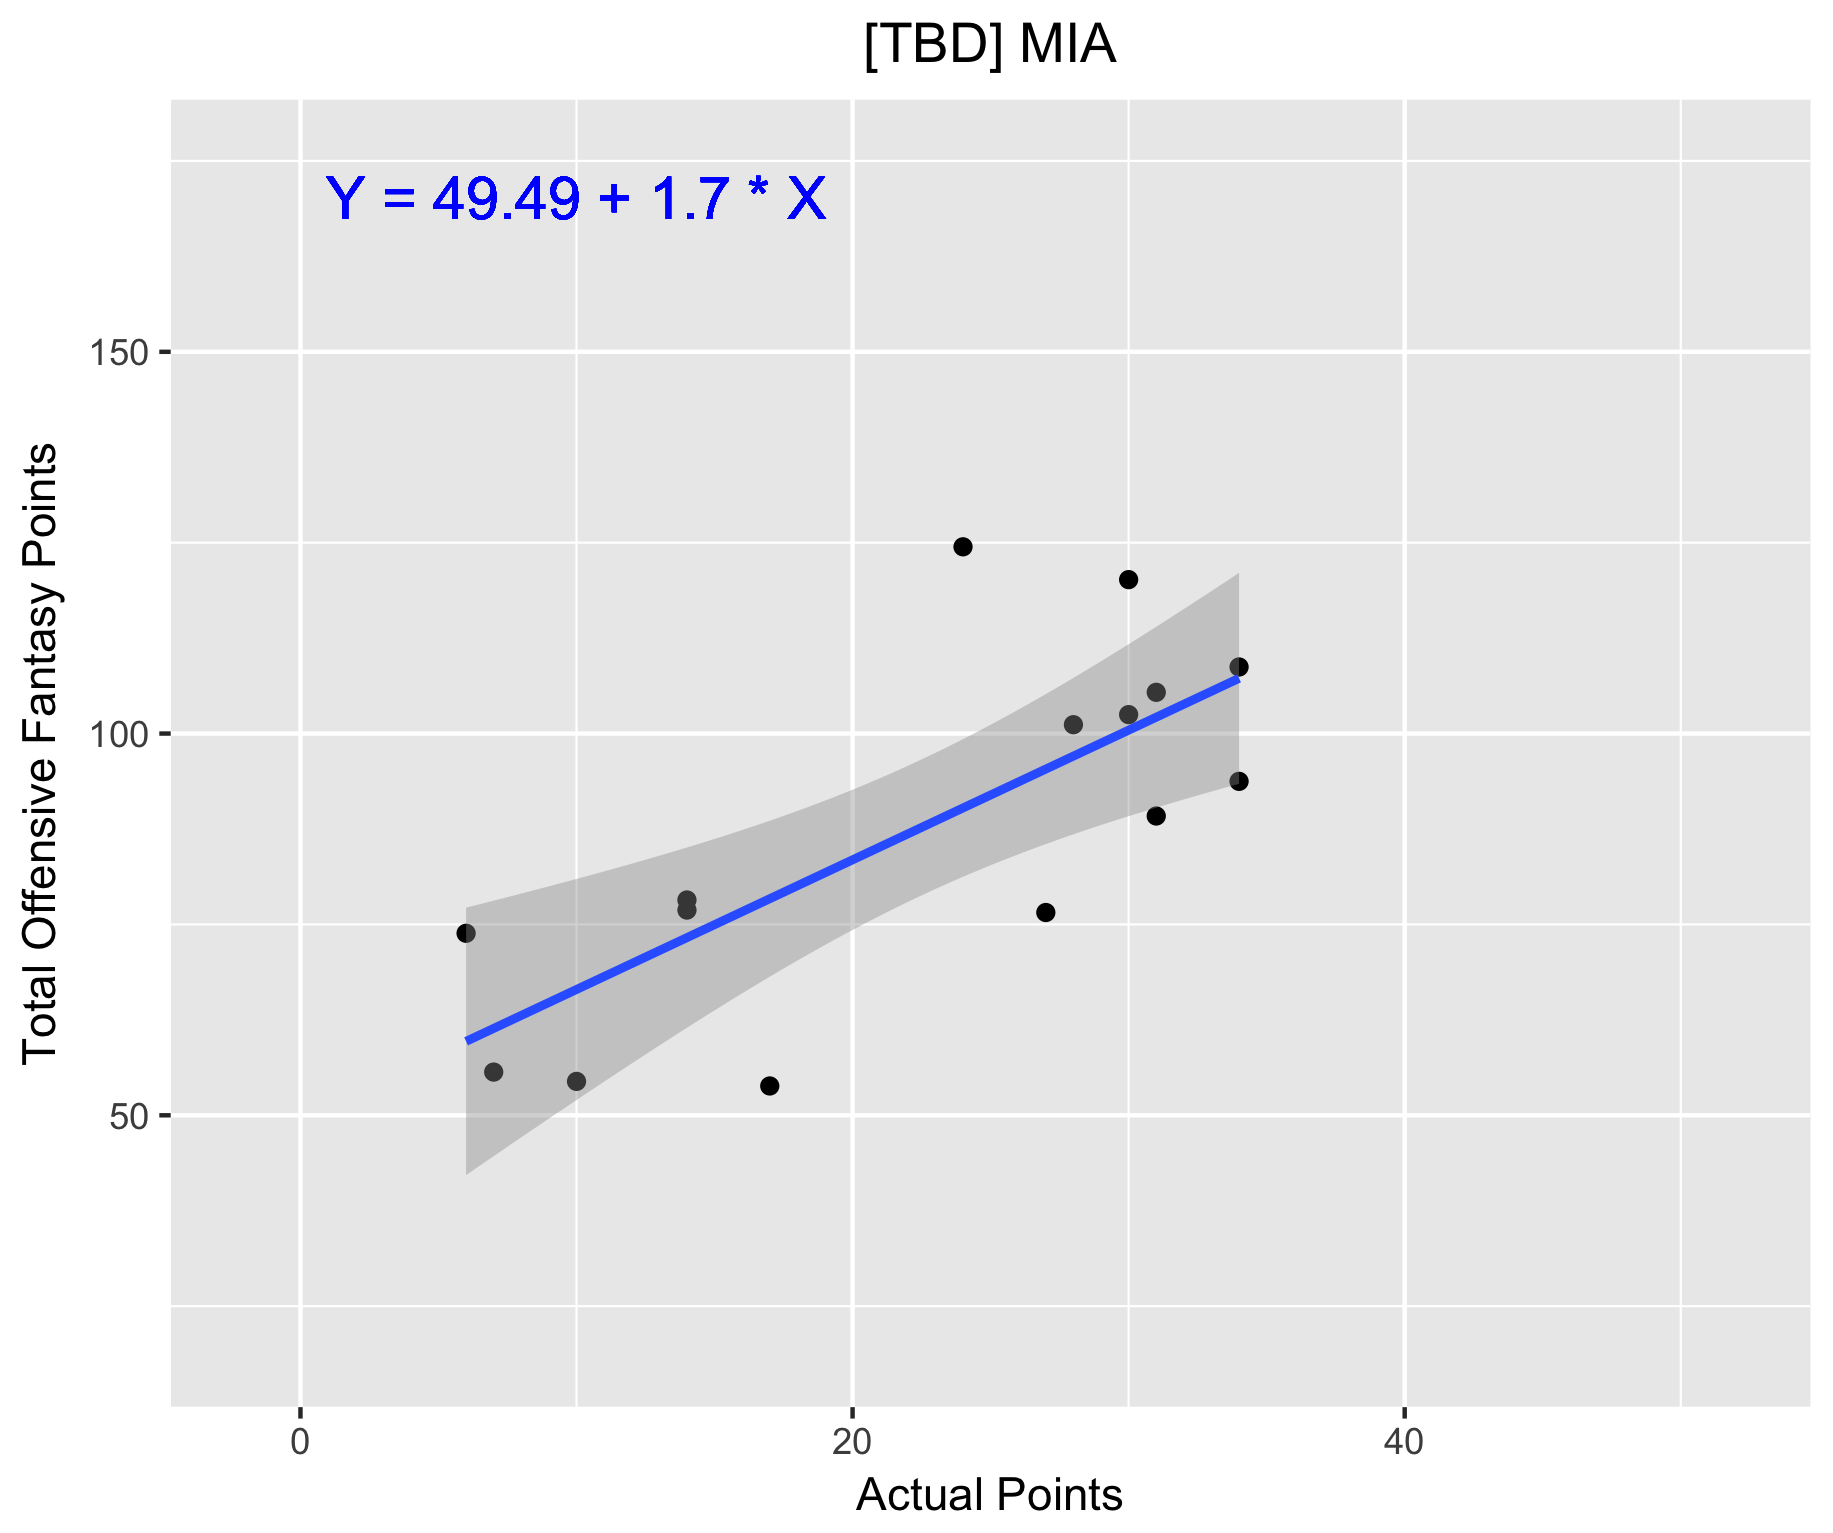 [TBD] MIA
Y = 49.49 + 1.7 * X
150
100
50
Total Offensive Fantasy Points
0
20
40
Actual Points